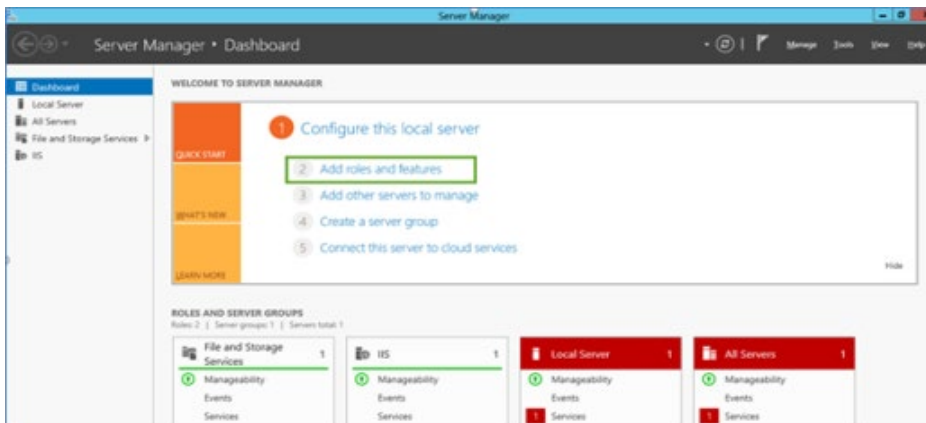 Server Manager
Server Manager • Dashboard
Manage Tools View Help
Dashboard
Local Server
All Servers
File and Storage Services
IIS
WELCOME TO SERVER MANAGER
QUICK START
WHAT'S NEW
LEARN MORE
1 Configure this local server
2 Add roles and features
3 Add other servers to manage
4 Create a server group
5 Connect this server to cloud services
Hide
ROLES AND SERVER GROUPS
Roles: 2 | Server groups: 1 | Servers total: 1
File and Storage Services 1
Manageability
Events
Services
IIS 1
Manageability
Events
Services
Local Server 1
Manageability
Events
1 Services
All Servers 1
Manageability
Events
1 Services